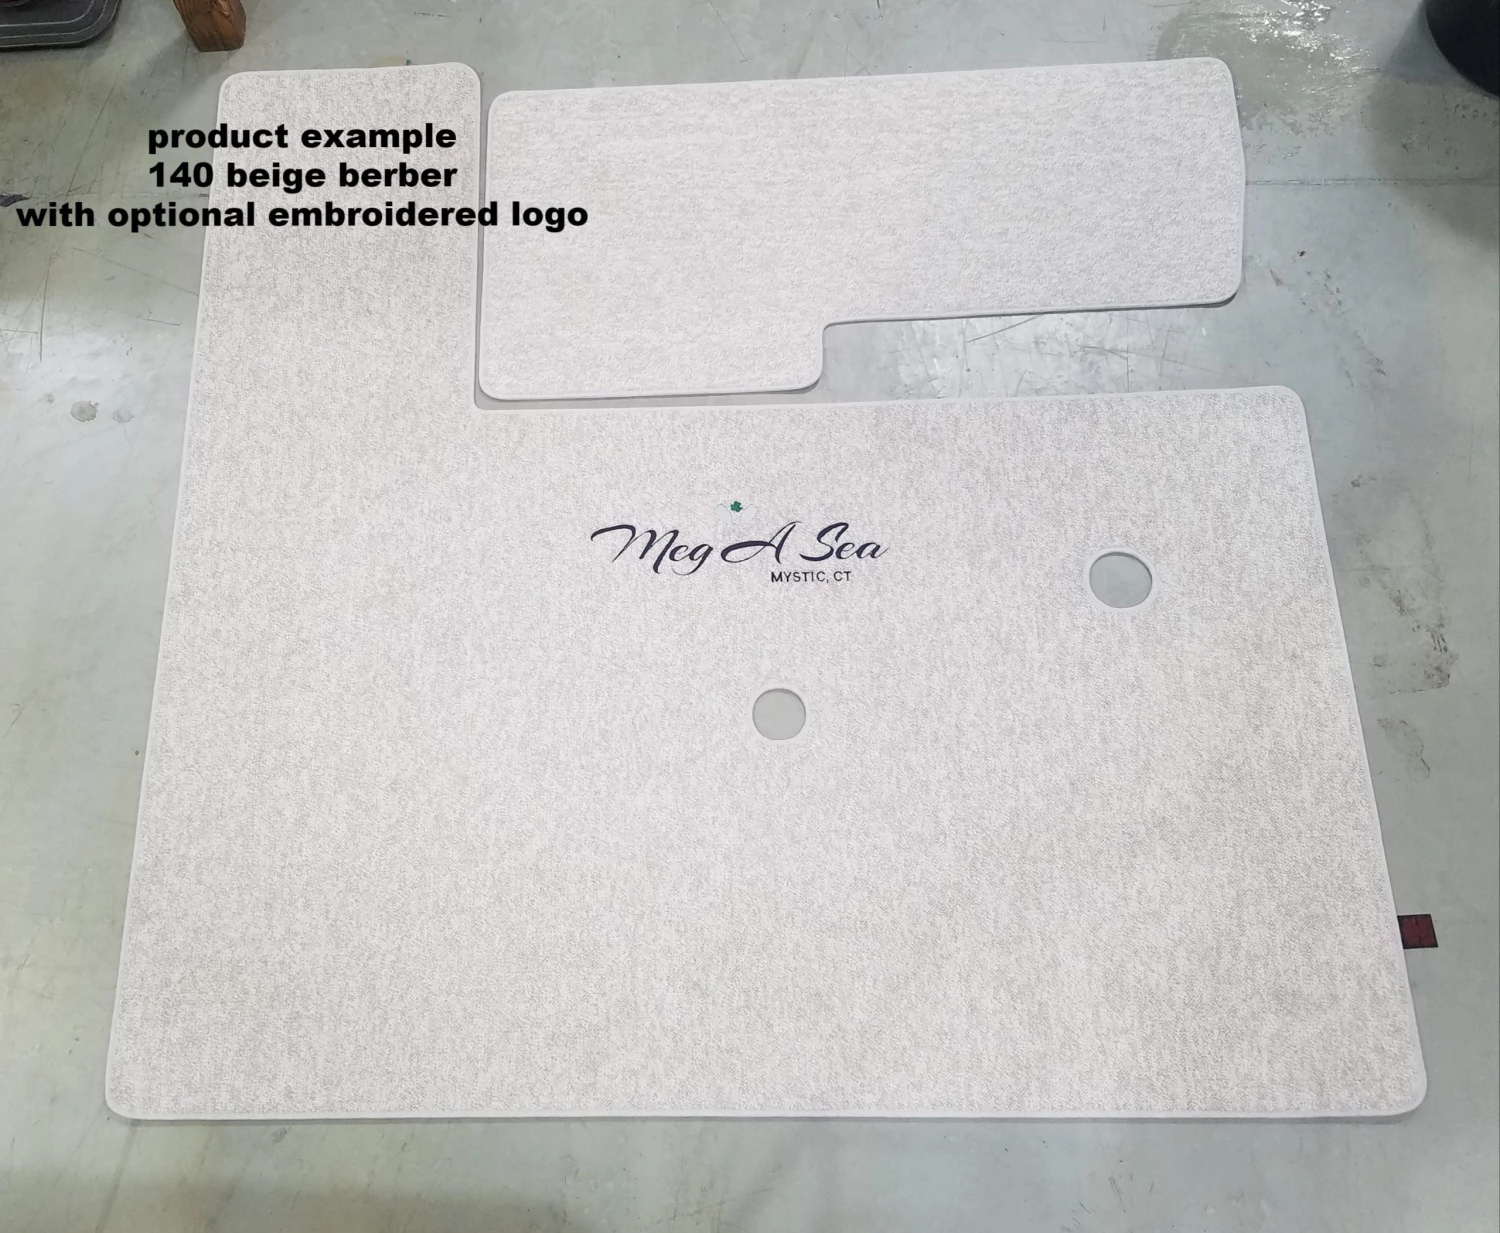 product example
140 beige berber
with optional embroidered logo
Meg A Sea
MYSTIC, CT